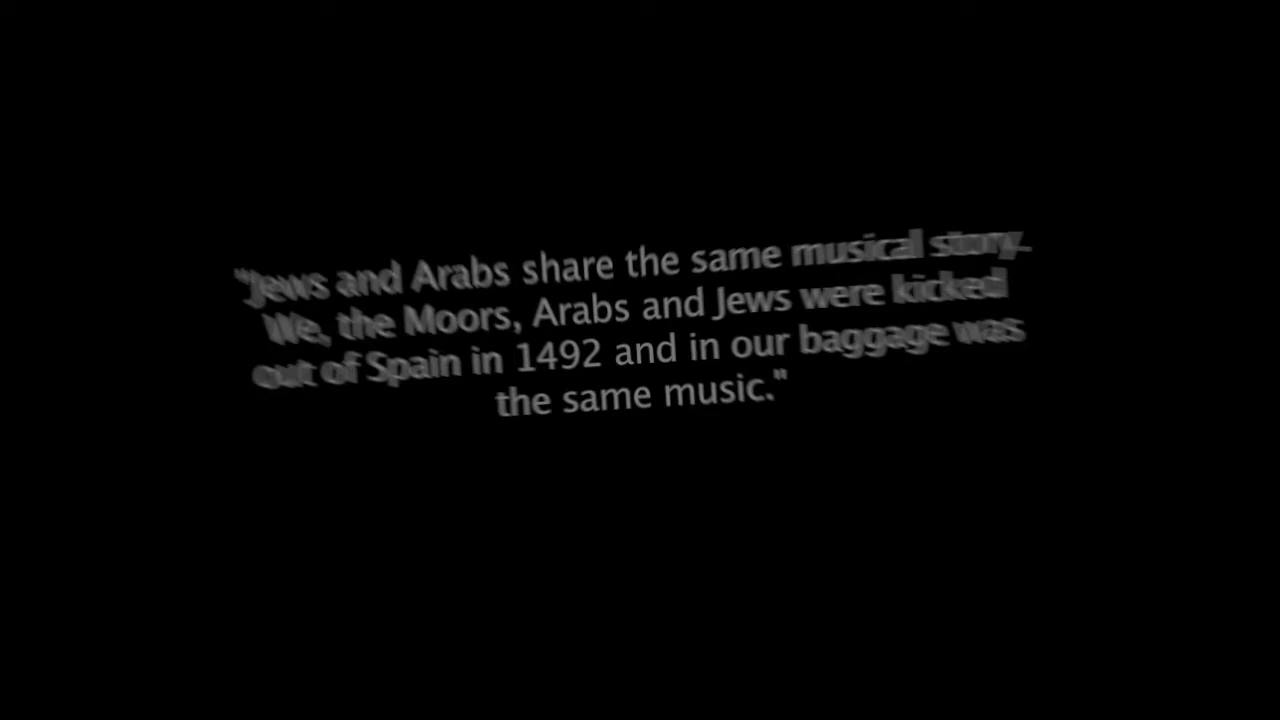 "Jews and Arabs share the same musical story.
We, the Moors, Arabs and Jews were kicked
out of Spain in 1492 and in our baggage was
the same music."